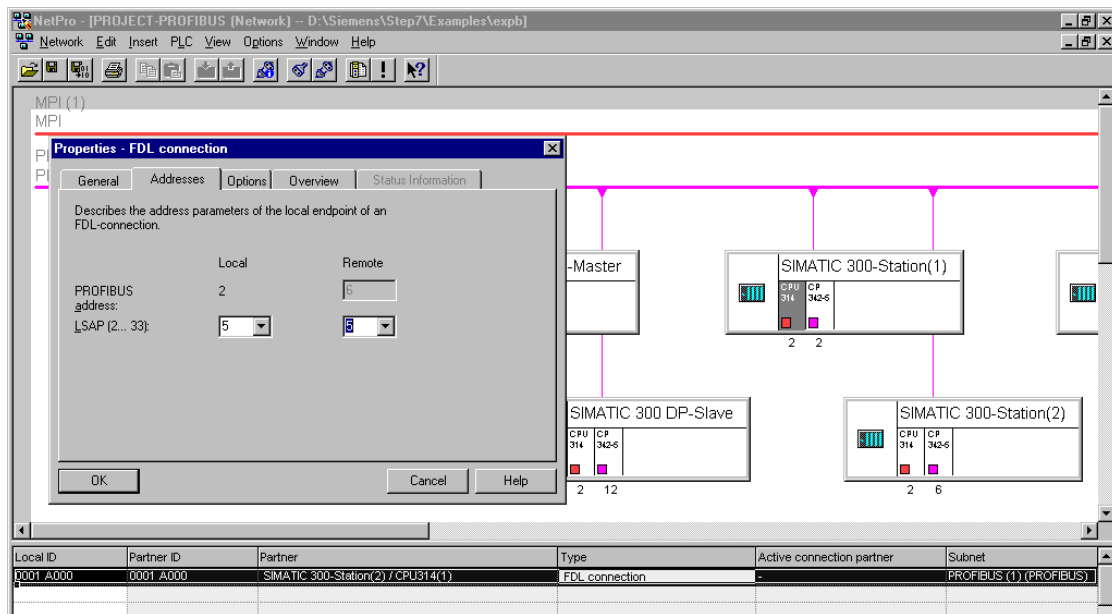 NetPro - [PROJECT-PROFIBUS (Network) -- D:\Siemens\Step7\Examples\expb]
Network Edit Insert PLC View Options Window Help
MPI (1)
MPI
Properties - FDL connection
General Addresses Options Overview Status Information
Describes the address parameters of the local endpoint of an
FDL-connection.
Local Remote
PROFIBUS
address:
2 6
LSAP (2... 33): 5 5
OK Cancel Help
-Master
SIMATIC 300-Station(1)
CPU CP
314 342-5
2 2
SIMATIC 300 DP-Slave
CPU CP
314 342-5
2 12
SIMATIC 300-Station(2)
CPU CP
314 342-5
2 6
Local ID Partner ID Partner Type Active connection partner Subnet
0001 A000 0001 A000 SIMATIC 300-Station(2) / CPU314(1) FDL connection - PROFIBUS (1) (PROFIBUS)